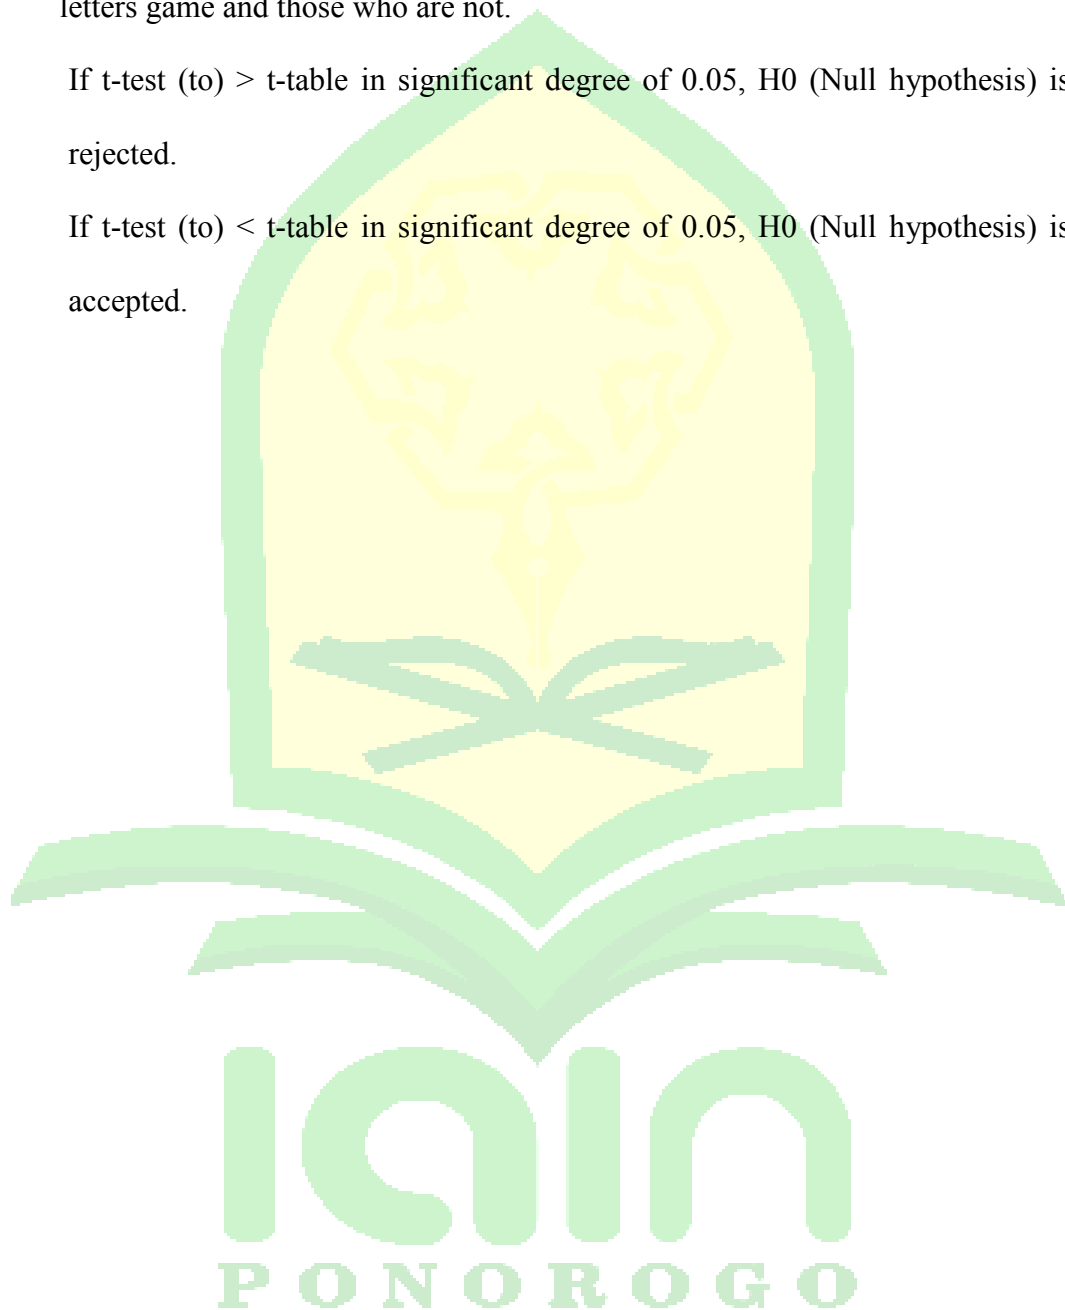 letters game and those who are not.
If t-test (to) > t-table in significant degree of 0.05, H0 (Null hypothesis) is
rejected.
If t-test (to) < t-table in significant degree of 0.05, H0 (Null hypothesis) is
accepted.
iain
PONOROGO